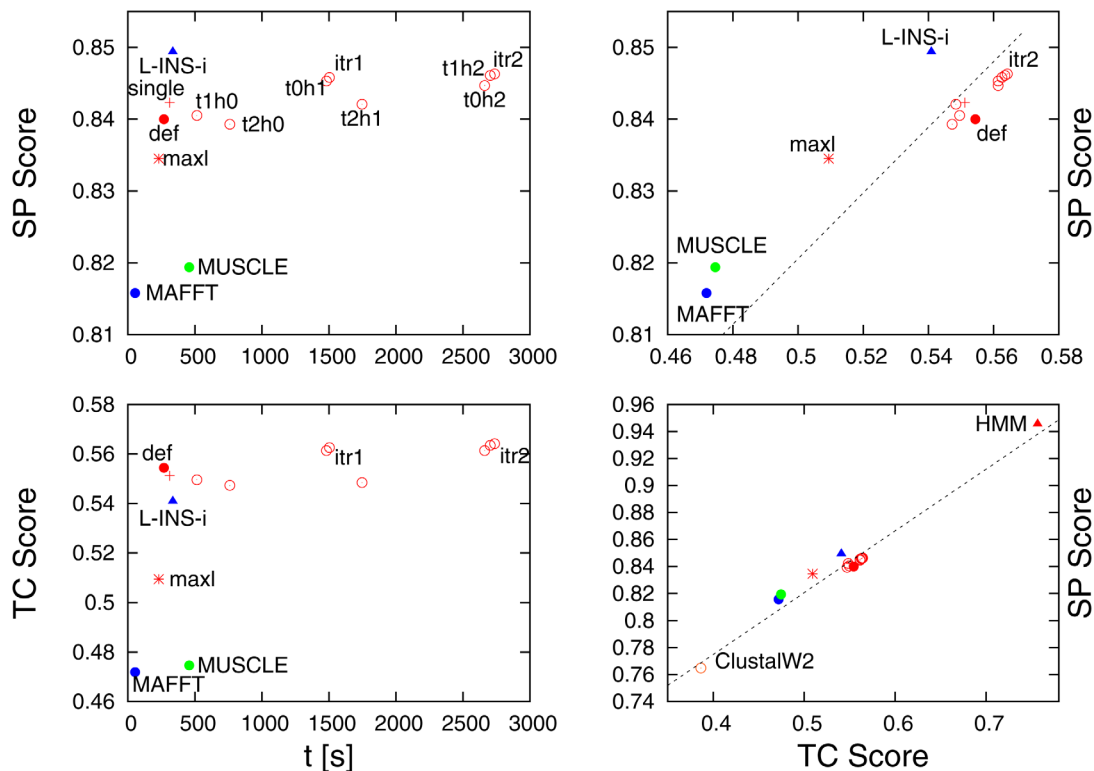 0.85
0.84
0.83
0.82
0.81
SP Score
L-INS-i
single
t1h0
def
t2h0
maxl
t0h1
itr1
t2h1
t1h2
itr2
t0h2
MUSCLE
MAFFT
0 500 1000 1500 2000 2500 3000
0.85
0.84
0.83
0.82
0.81
SP Score
L-INS-i
itr2
def
maxl
MUSCLE
MAFFT
0.46 0.48 0.5 0.52 0.54 0.56 0.58
0.58
0.56
0.54
0.52
0.5
0.48
0.46
TC Score
def
L-INS-i
maxl
itr1
itr2
MUSCLE
MAFFT
0 500 1000 1500 2000 2500 3000
t [s]
0.96
0.94
0.92
0.9
0.88
0.86
0.84
0.82
0.8
0.78
0.76
0.74
SP Score
HMM
ClustalW2
0.4 0.5 0.6 0.7
TC Score